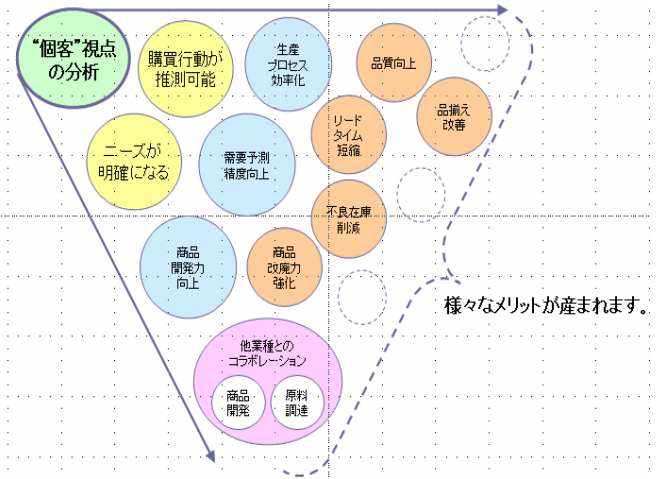 “個客”視点
の分析
購買行動が
推測可能
生産
プロセス
効率化
品質向上
品揃え
改善
リード
タイム
短縮
ニーズが
明確になる
需要予測
精度向上
不良在庫
削減
商品
開発力
向上
商品
改廃力
強化
様々なメリットが産まれます。
他業種との
コラボレーション
商品
開発
原料
調達